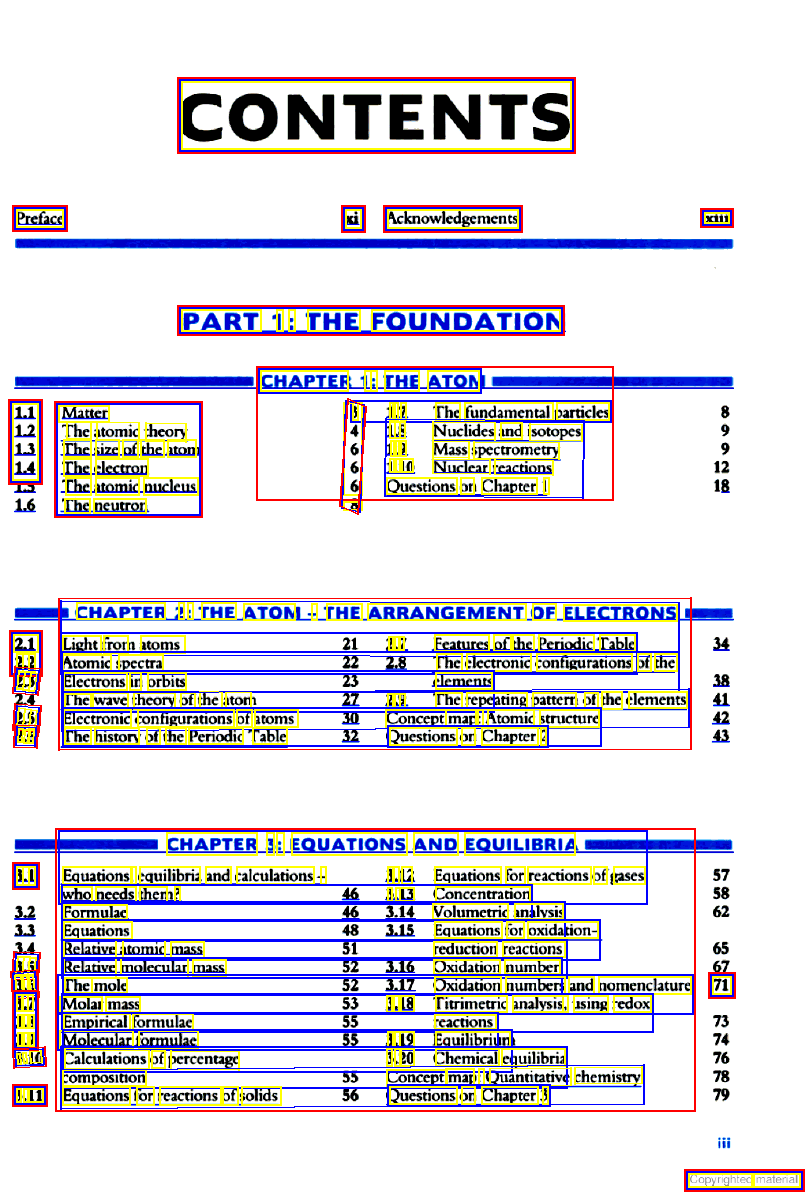 CONTENTS
Preface xi Acknowledgements xiii
PART 1: THE FOUNDATION
CHAPTER 1: THE ATOM
1.1 Matter 3 1.7 The fundamental particles 8
1.2 The atomic theory 4 1.8 Nuclides and isotopes 9
1.3 The size of the atom 6 1.9 Mass spectrometry 9
1.4 The electron 6 1.10 Nuclear reactions 12
1.5 The atomic nucleus 6 Questions on Chapter 1 18
1.6 The neutron 8
CHAPTER 2: THE ATOM – THE ARRANGEMENT OF ELECTRONS
2.1 Light from atoms 21 2.7 Features of the Periodic Table 34
2.2 Atomic spectra 22 2.8 The electronic configurations of the
2.3 Electrons in orbits 23 elements 38
2.4 The wave theory of the atom 27 2.9 The repeating pattern of the elements 41
2.5 Electronic configurations of atoms 30 Concept map: Atomic structure 42
2.6 The history of the Periodic Table 32 Questions on Chapter 2 43
CHAPTER 3: EQUATIONS AND EQUILIBRIA
3.1 Equations, equilibria and calculations – 3.12 Equations for reactions of gases 57
who needs them? 46 3.13 Concentration 58
3.2 Formulae 46 3.14 Volumetric analysis 62
3.3 Equations 48 3.15 Equations for oxidation–
3.4 Relative atomic mass 51 reduction reactions 65
3.5 Relative molecular mass 52 3.16 Oxidation number 67
3.6 The mole 52 3.17 Oxidation numbers and nomenclature 71
3.7 Molar mass 53 3.18 Titrimetric analysis, using redox
3.8 Empirical formulae 55 reactions 73
3.9 Molecular formulae 55 3.19 Equilibrium 74
3.10 Calculations of percentage 3.20 Chemical equilibria 76
composition 55 Concept map: Quantitative chemistry 78
3.11 Equations for reactions of solids 56 Questions on Chapter 3 79
iii
Copyrighted material